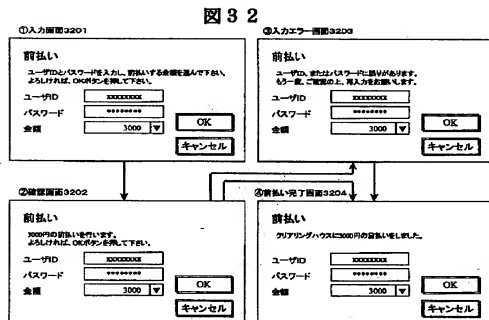 図32
①入力画面3201
前払い
ユーザIDとパスワードを入力し、前払いする金額を選んで下さい。
よろしければ、OKボタンを押して下さい。
ユーザID xxxxxxxx
パスワード ********
金額 3000 ▼
OK
キャンセル
③入力エラー画面3203
前払い
ユーザID、またはパスワードに誤りがあります。
もう一度、ご確認の上、再入力をお願いします。
ユーザID xxxxxxxx
パスワード ********
金額 3000 ▼
OK
キャンセル
②確認画面3202
前払い
3000円の前払いを行います。
よろしければ、OKボタンを押して下さい。
ユーザID xxxxxxxx
パスワード ********
金額 3000 ▼
OK
キャンセル
④前払い完了画面3204
前払い
クリアリングハウスに3000円の前払いをしました。
ユーザID xxxxxxxx
パスワード ********
金額 3000 ▼
OK
キャンセル